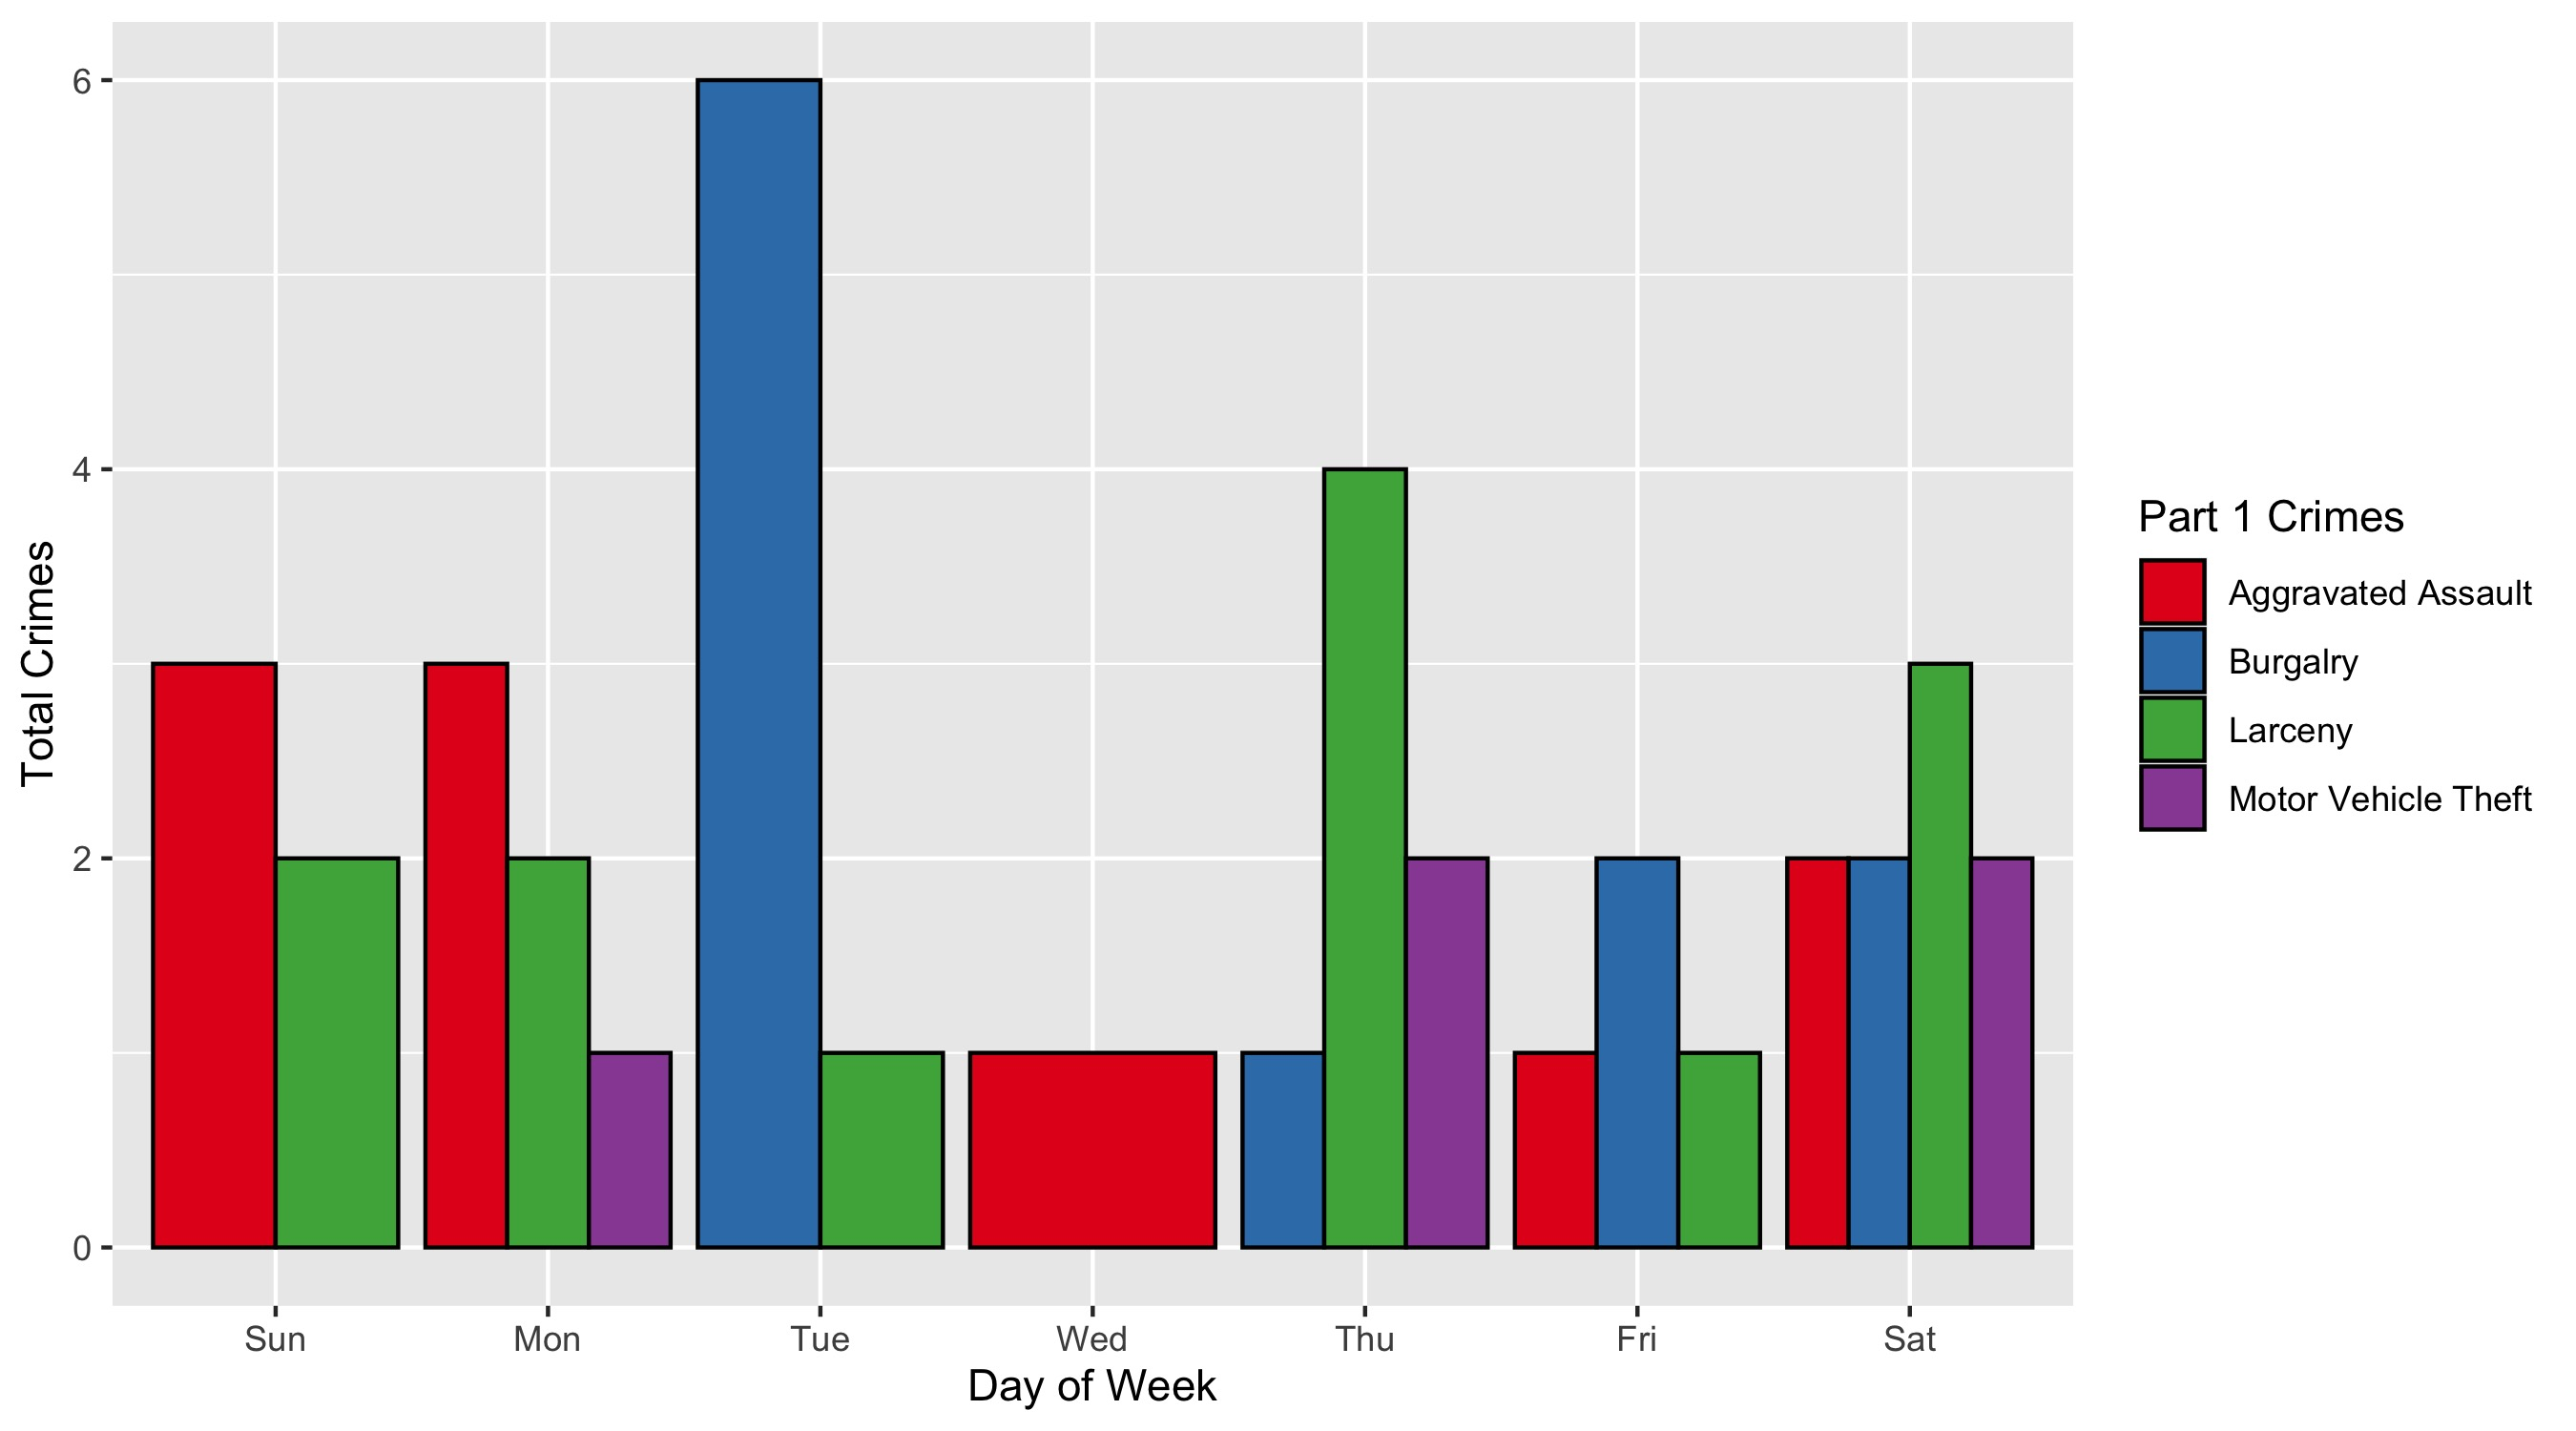 6
4
2
0
Total Crimes
Sun Mon Tue Wed Thu Fri Sat
Day of Week
Part 1 Crimes
Aggravated Assault
Burgalry
Larceny
Motor Vehicle Theft